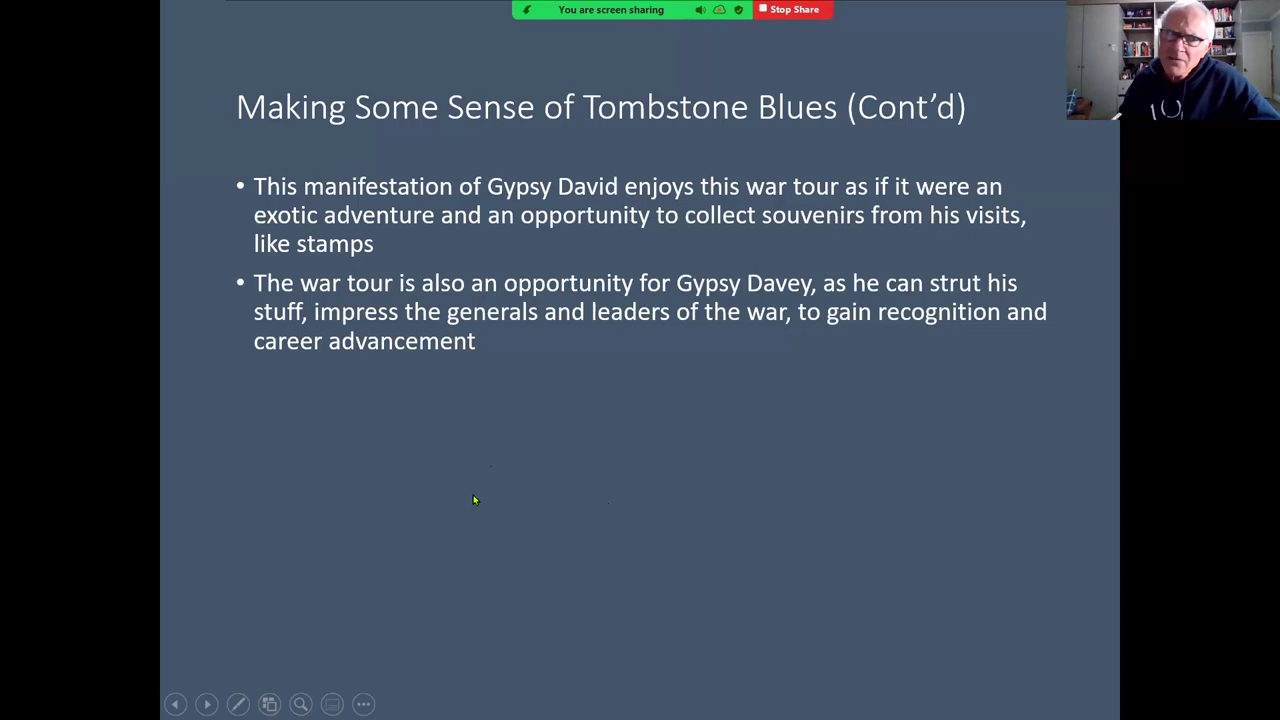 You are screen sharing
Stop Share
Making Some Sense of Tombstone Blues (Cont’d)
• This manifestation of Gypsy David enjoys this war tour as if it were an
exotic adventure and an opportunity to collect souvenirs from his visits,
like stamps
• The war tour is also an opportunity for Gypsy Davey, as he can strut his
stuff, impress the generals and leaders of the war, to gain recognition and
career advancement